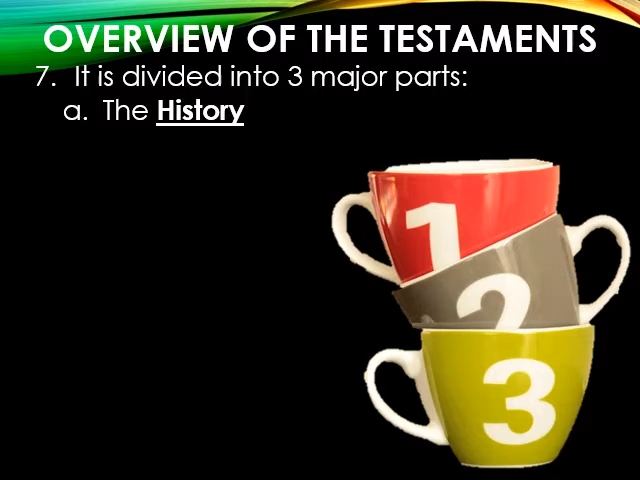 OVERVIEW OF THE TESTAMENTS
7. It is divided into 3 major parts:
a. The History
1
2
3